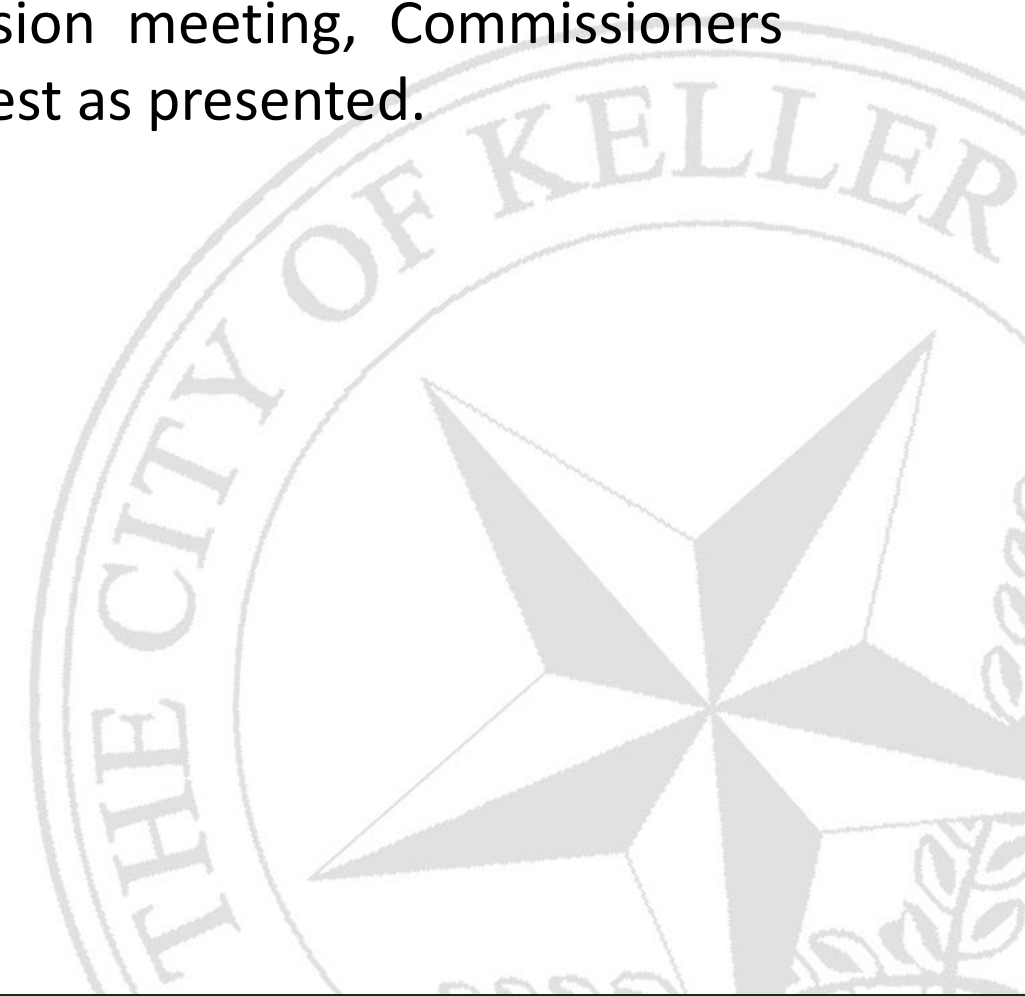 sion meeting, Commissioners
est as presented.
THE CITY OF KELLER